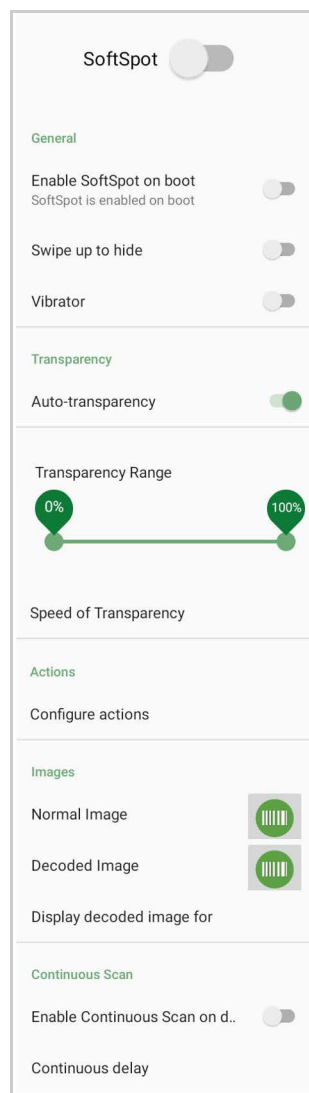 SoftSpot
General
Enable SoftSpot on boot
SoftSpot is enabled on boot
Swipe up to hide
Vibrator
Transparency
Auto-transparency
Transparency Range
0% 100%
Speed of Transparency
Actions
Configure actions
Images
Normal Image
Decoded Image
Display decoded image for
Continuous Scan
Enable Continuous Scan on d..
Continuous delay